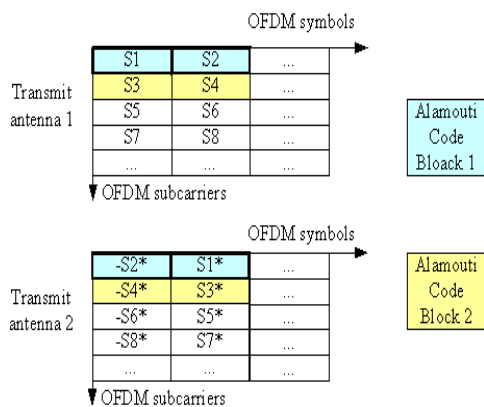 OFDM symbols
S1 S2 ...
S3 S4 ...
S5 S6 ...
S7 S8 ...
... ... ...
Transmit
antenna 1
OFDM subcarriers
Alamouti
Code
Bloack 1
OFDM symbols
-S2* S1* ...
-S4* S3* ...
-S6* S5* ...
-S8* S7* ...
... ... ...
Transmit
antenna 2
OFDM subcarriers
Alamouti
Code
Block 2